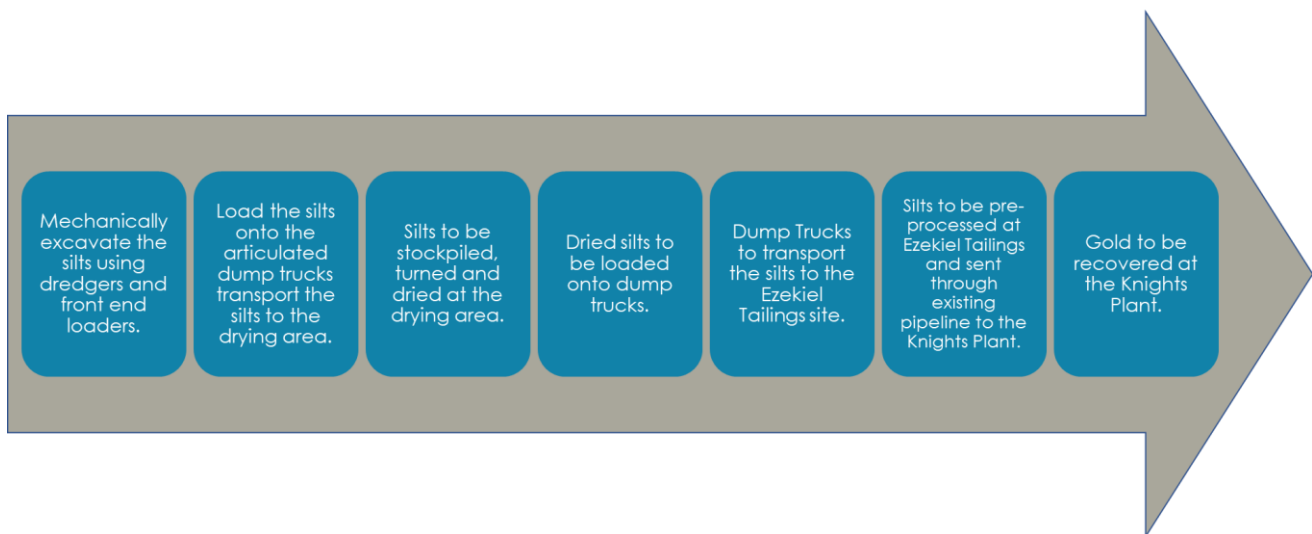 Mechanically
excavate the
silts using
dredgers and
front end
loaders.
Load the silts
onto the
articulated
dump trucks
transport the
silts to the
drying area.
Silts to be
stockpiled,
turned and
dried at the
drying area.
Dried silts to
be loaded
onto dump
trucks.
Dump Trucks
to transport
the silts to the
Ezekiel
Tailings site.
Silts to be pre-
processed at
Ezekiel Tailings
and sent
through
existing
pipeline to the
Knights Plant.
Gold to be
recovered at
the Knights
Plant.